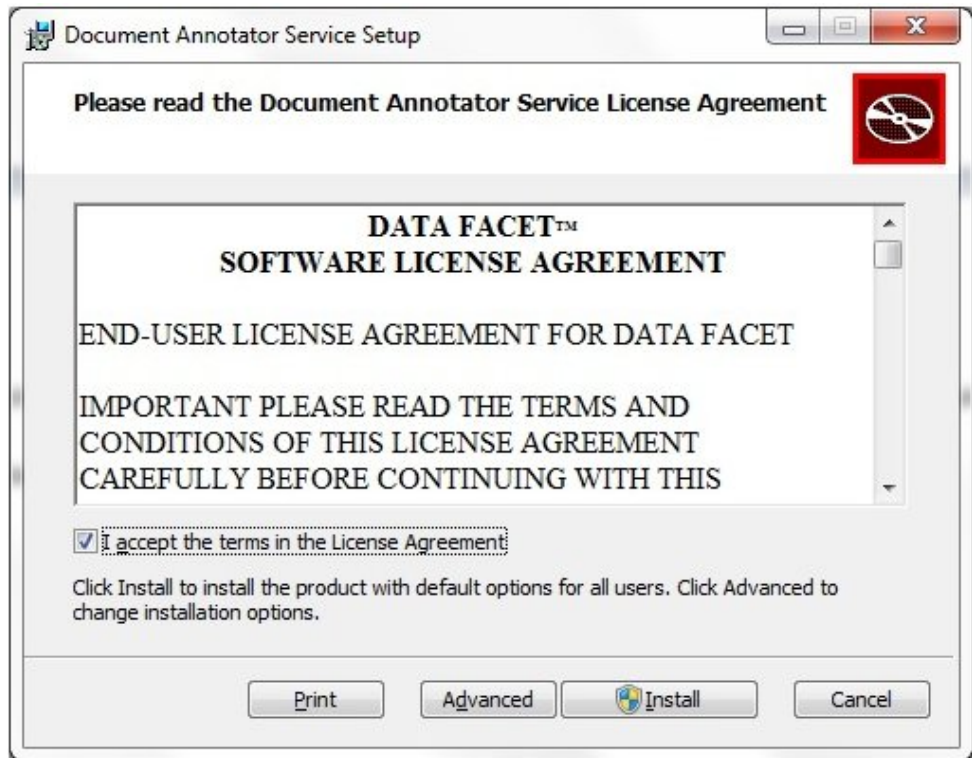 Document Annotator Service Setup
Please read the Document Annotator Service License Agreement
DATA FACET™
SOFTWARE LICENSE AGREEMENT
END-USER LICENSE AGREEMENT FOR DATA FACET
IMPORTANT PLEASE READ THE TERMS AND
CONDITIONS OF THIS LICENSE AGREEMENT
CAREFULLY BEFORE CONTINUING WITH THIS
I accept the terms in the License Agreement
Click Install to install the product with default options for all users. Click Advanced to
change installation options.
Print Advanced Install Cancel